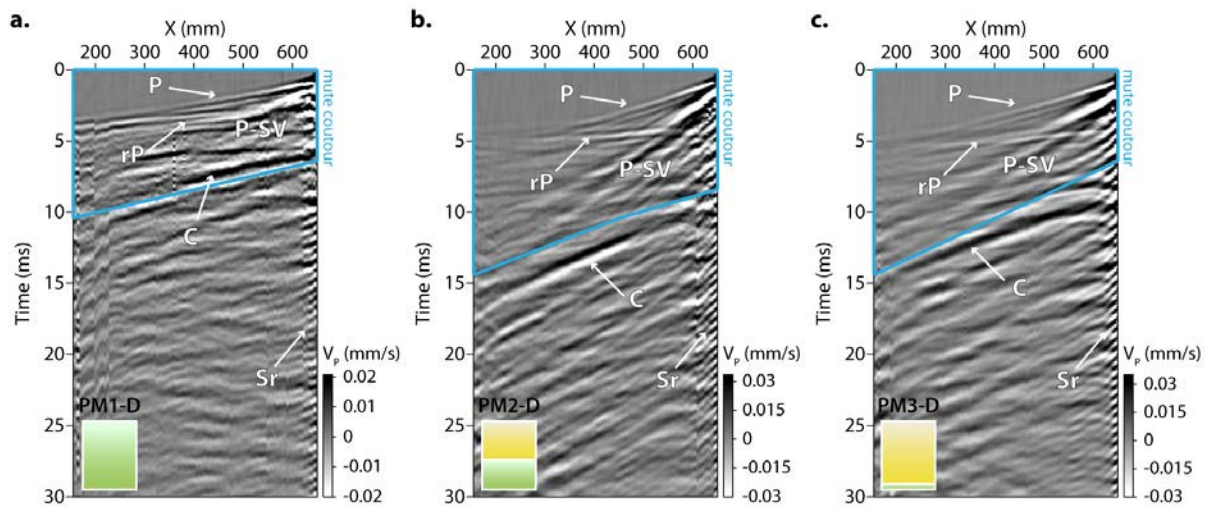 a.
X (mm)
200 300 400 500 600
0
5
10
15
20
25
30
Time (ms)
P
rP
P-SV
C
Sr
mute coutour
PM1-D
V_P (mm/s)
0.02
0.01
0
-0.01
-0.02
b.
X (mm)
200 300 400 500 600
0
5
10
15
20
25
30
Time (ms)
P
rP
P-SV
C
Sr
mute coutour
PM2-D
V_P (mm/s)
0.03
0.015
0
-0.015
-0.03
c.
X (mm)
200 300 400 500 600
0
5
10
15
20
25
30
Time (ms)
P
rP
P-SV
C
Sr
mute coutour
PM3-D
V_P (mm/s)
0.03
0.015
0
-0.015
-0.03